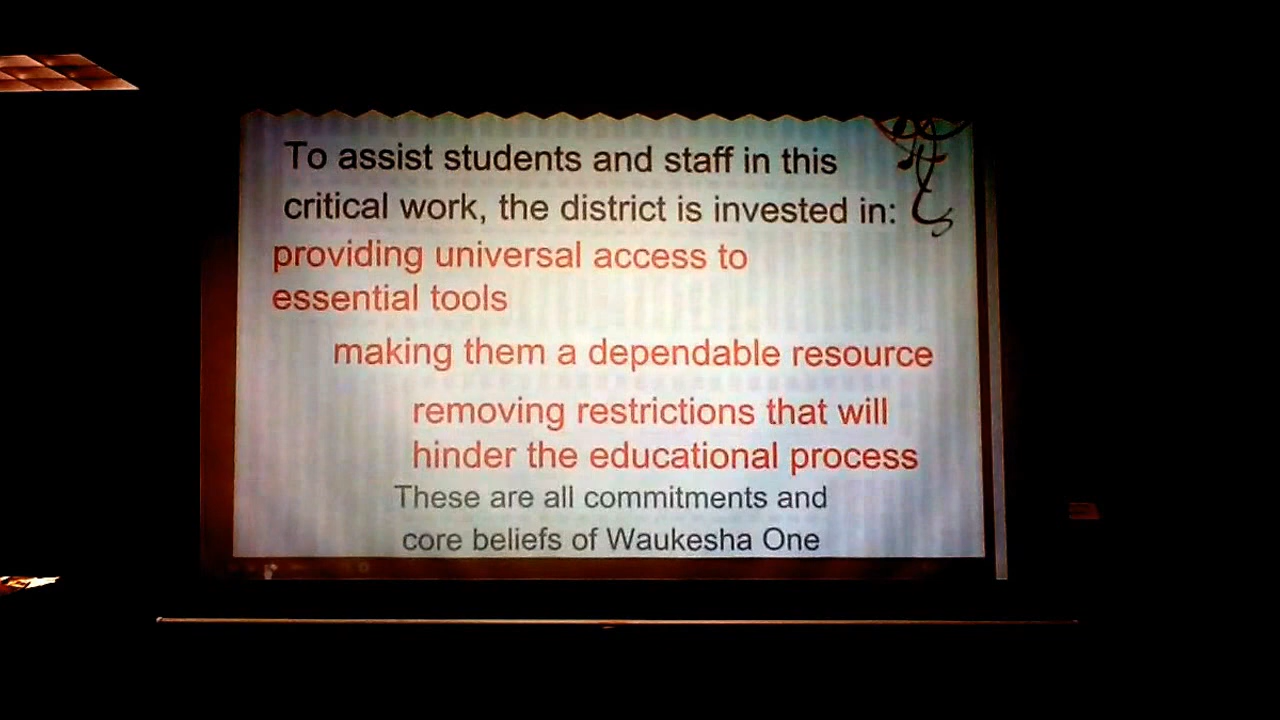 To assist students and staff in this
critical work, the district is invested in:
providing universal access to
essential tools
making them a dependable resource
removing restrictions that will
hinder the educational process
These are all commitments and
core beliefs of Waukesha One